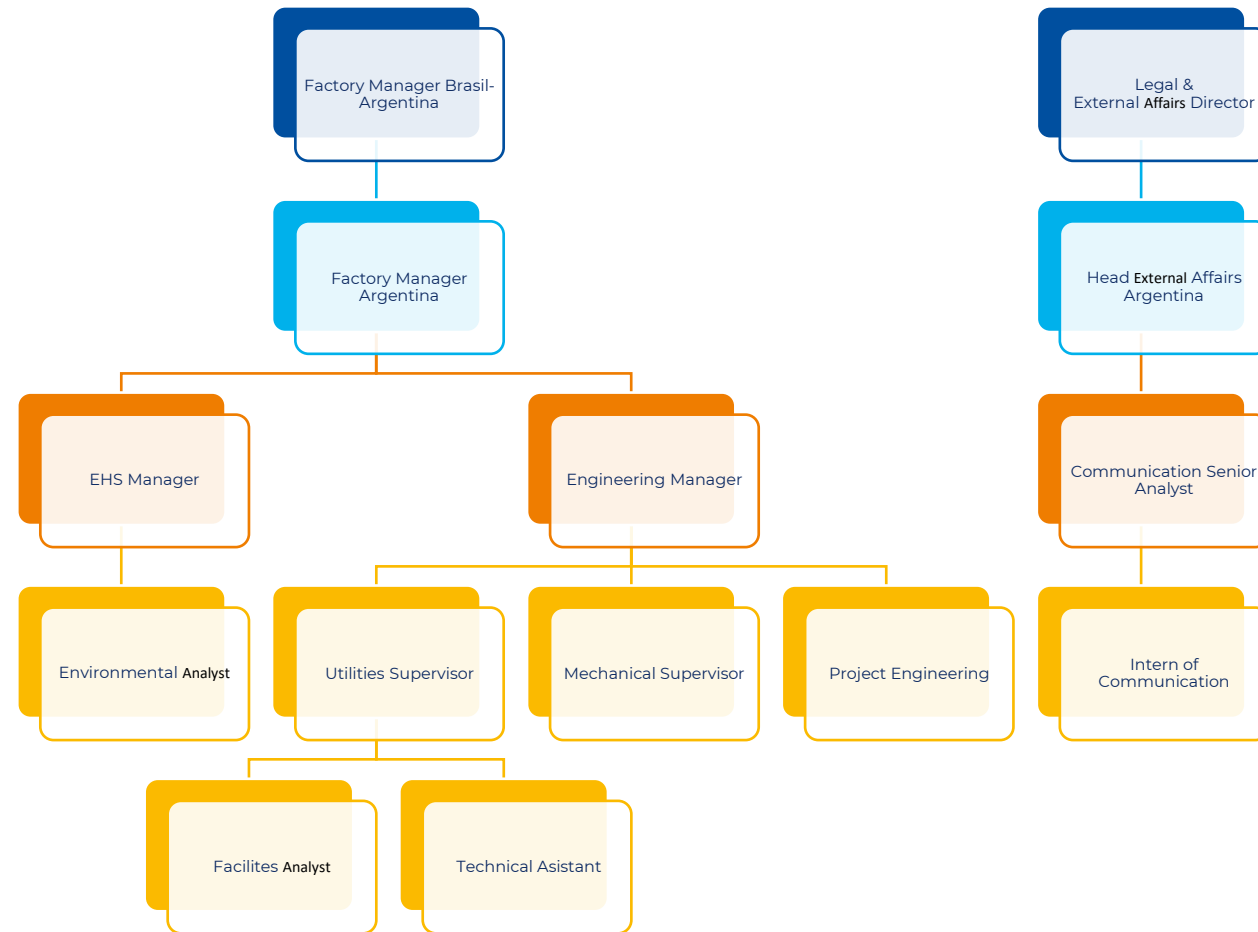 Factory Manager Brasil-
Argentina
Legal &
External Affairs Director
Factory Manager
Argentina
Head External Affairs
Argentina
EHS Manager
Engineering Manager
Communication Senior
Analyst
Environmental Analyst
Utilities Supervisor
Mechanical Supervisor
Project Engineering
Intern of
Communication
Facilites Analyst
Technical Asistant